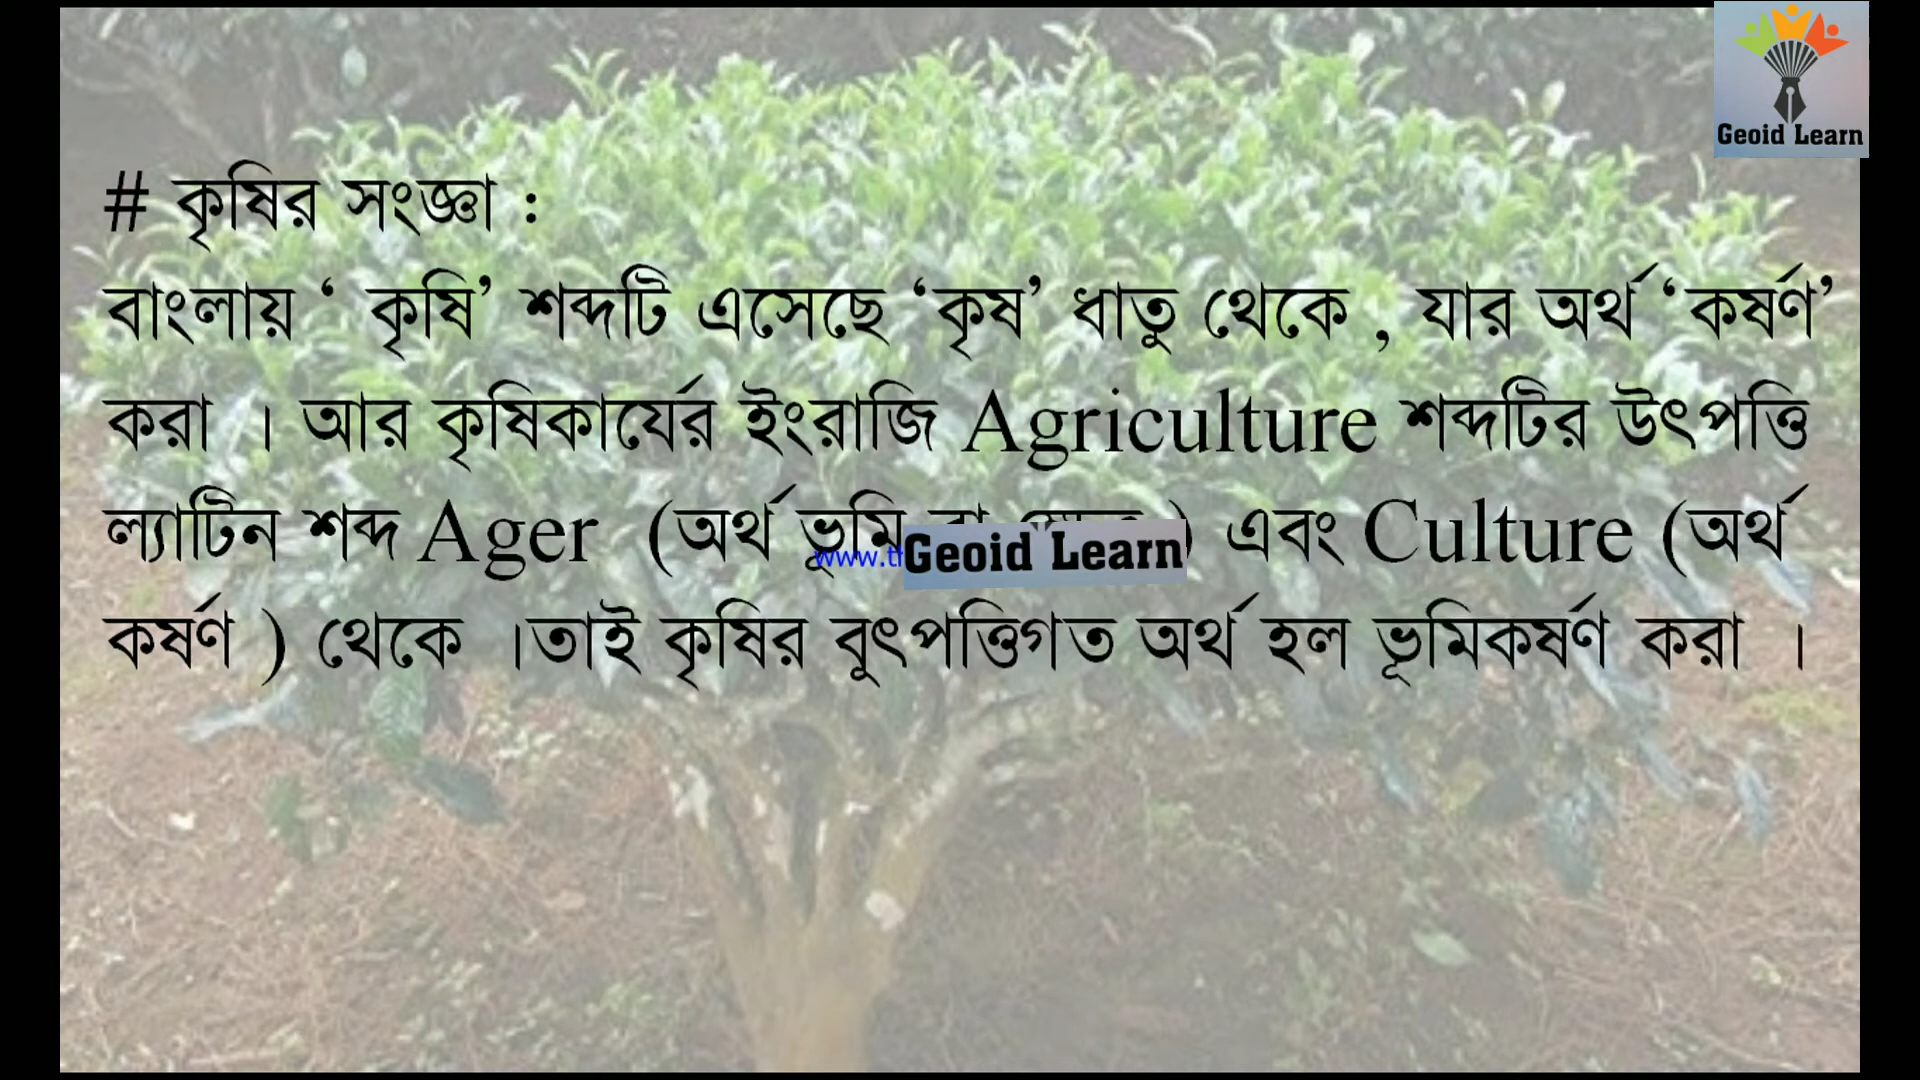 Geoid Learn
# কৃষির সংজ্ঞা :
বাংলায় ‘ কৃষি’ শব্দটি এসেছে ‘কৃষ’ ধাতু থেকে , যার অর্থ ‘কর্ষণ’
করা । আর কৃষিকার্যের ইংরাজি Agriculture শব্দটির উৎপত্তি
ল্যাটিন শব্দ Ager (অর্থ ভূমি ) এবং Culture (অর্থ
Geoid Learn
কর্ষণ ) থেকে ।তাই কৃষির বুৎপত্তিগত অর্থ হল ভূমিকর্ষণ করা ।